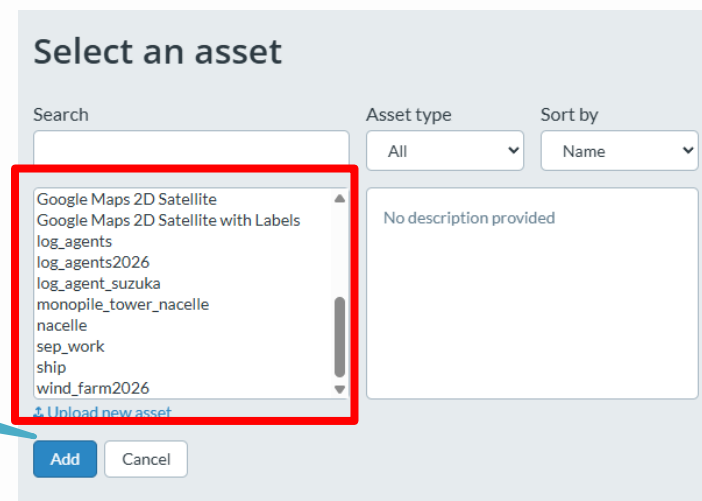 Select an asset
Search
Asset type
Sort by
All
Name
Google Maps 2D Satellite
Google Maps 2D Satellite with Labels
log_agents
log_agents2026
log_agent_suzuka
monopile_tower_nacelle
nacelle
sep_work
ship
wind_farm2026
No description provided
Upload new asset
Add
Cancel